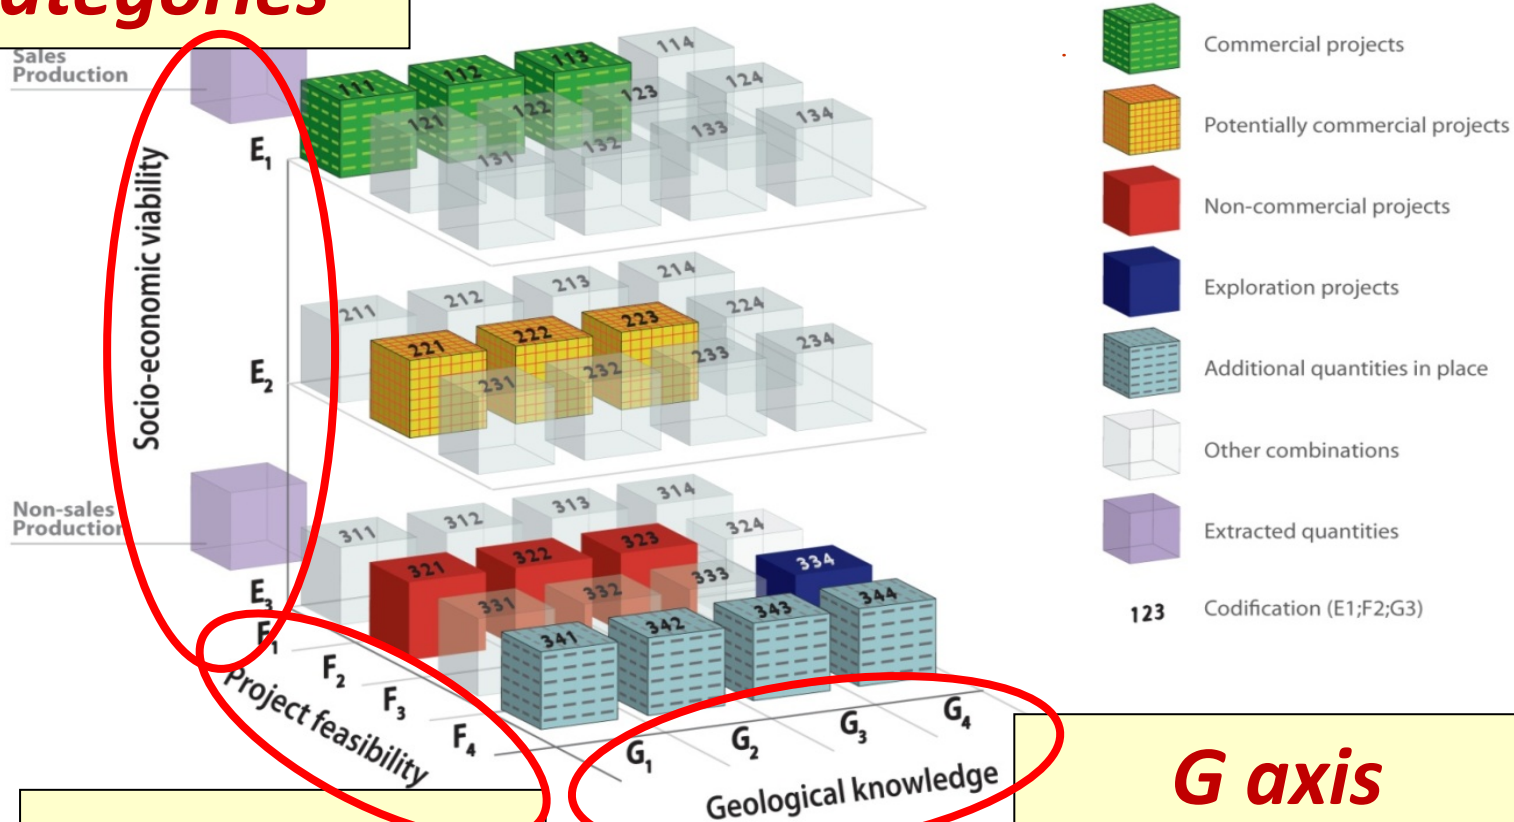 ategories
Sales
Production
Socio-economic viability
E1
E2
E3
Non-sales
Production
111
112
113
114
121
122
123
124
131
132
133
134
211
212
213
214
221
222
223
224
231
232
233
234
311
312
313
314
321
322
323
324
331
332
333
334
341
342
343
344
F1
F2
F3
F4
Project feasibility
G1
G2
G3
G4
Geological knowledge
Commercial projects
Potentially commercial projects
Non-commercial projects
Exploration projects
Additional quantities in place
Other combinations
Extracted quantities
123 Codification (E1;F2;G3)
G axis